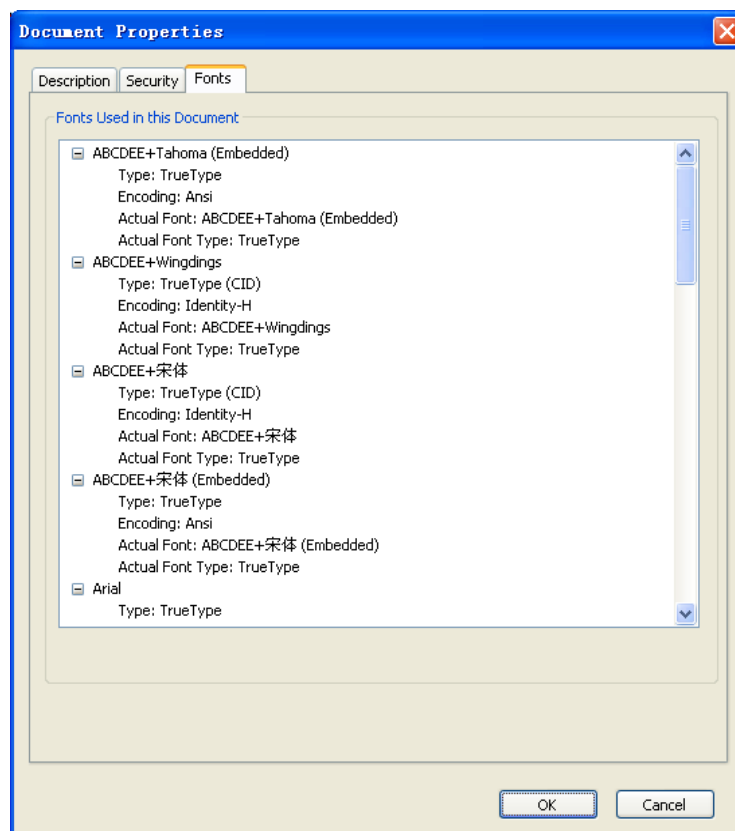 Document Properties
Description Security Fonts
Fonts Used in this Document
ABCDEE+Tahoma (Embedded)
Type: TrueType
Encoding: Ansi
Actual Font: ABCDEE+Tahoma (Embedded)
Actual Font Type: TrueType
ABCDEE+Wingdings
Type: TrueType (CID)
Encoding: Identity-H
Actual Font: ABCDEE+Wingdings
Actual Font Type: TrueType
ABCDEE+宋体
Type: TrueType (CID)
Encoding: Identity-H
Actual Font: ABCDEE+宋体
Actual Font Type: TrueType
ABCDEE+宋体 (Embedded)
Type: TrueType
Encoding: Ansi
Actual Font: ABCDEE+宋体 (Embedded)
Actual Font Type: TrueType
Arial
Type: TrueType
OK Cancel